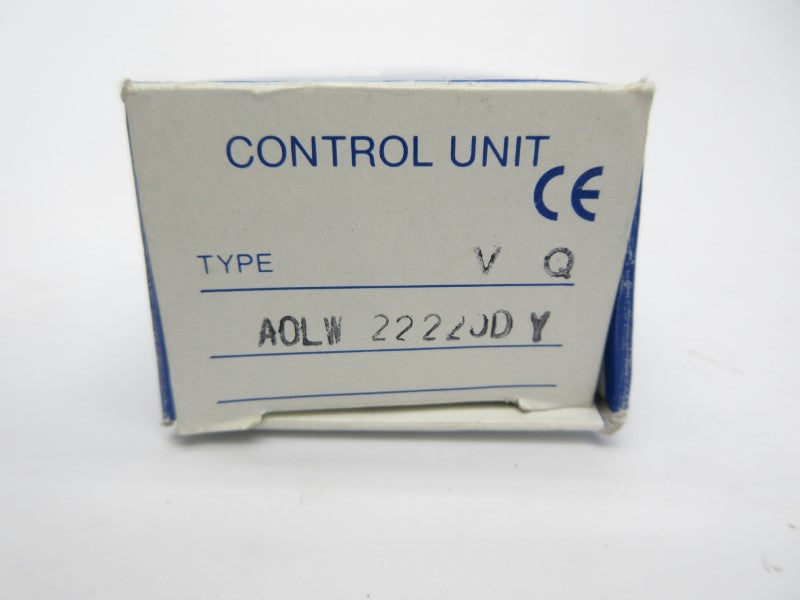 CONTROL UNIT
CE
TYPE V Q
AOLW 22220D Y